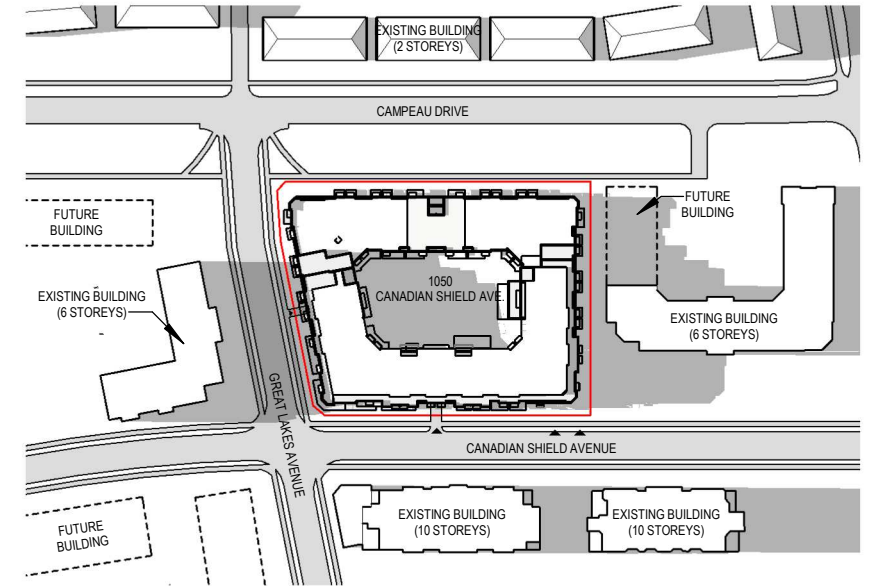 EXISTING BUILDING
(2 STOREYS)
CAMPEAU DRIVE
FUTURE
BUILDING
FUTURE
BUILDING
1050
CANADIAN SHIELD AVE.
EXISTING BUILDING
(6 STOREYS)
EXISTING BUILDING
(6 STOREYS)
GREAT LAKES AVENUE
CANADIAN SHIELD AVENUE
FUTURE
BUILDING
EXISTING BUILDING
(10 STOREYS)
EXISTING BUILDING
(10 STOREYS)